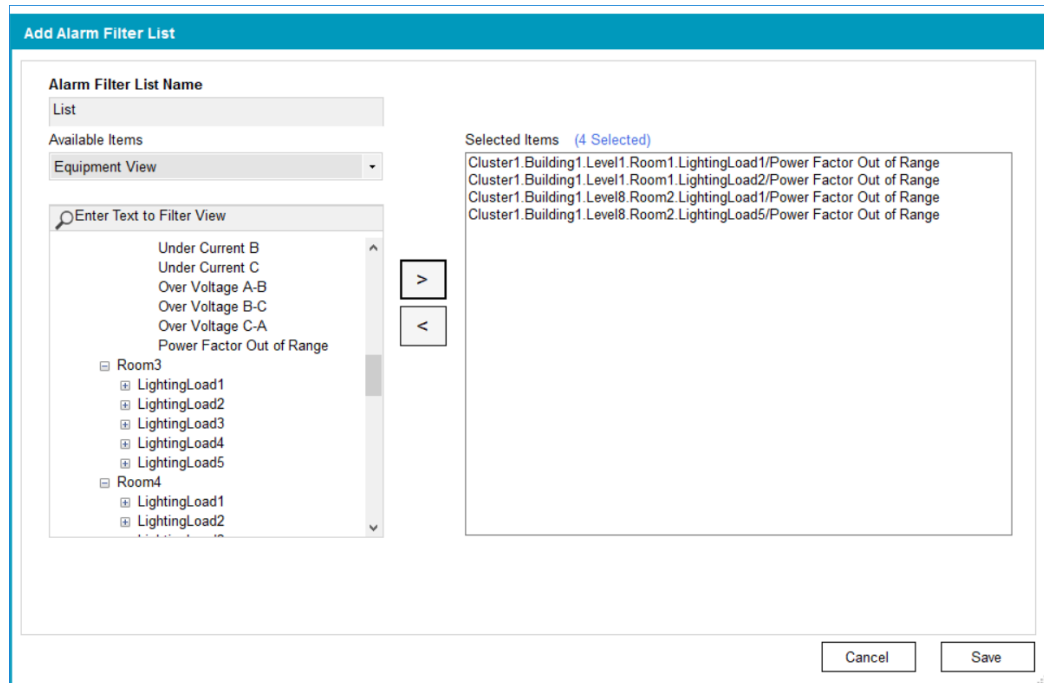 Add Alarm Filter List
Alarm Filter List Name
List
Available Items
Equipment View
Enter Text to Filter View
Under Current B
Under Current C
Over Voltage A-B
Over Voltage B-C
Over Voltage C-A
Power Factor Out of Range
Room3
LightingLoad1
LightingLoad2
LightingLoad3
LightingLoad4
LightingLoad5
Room4
LightingLoad1
LightingLoad2
>
<
Selected Items (4 Selected)
Cluster1.Building1.Level1.Room1.LightingLoad1/Power Factor Out of Range
Cluster1.Building1.Level1.Room1.LightingLoad2/Power Factor Out of Range
Cluster1.Building1.Level8.Room2.LightingLoad1/Power Factor Out of Range
Cluster1.Building1.Level8.Room2.LightingLoad5/Power Factor Out of Range
Cancel
Save